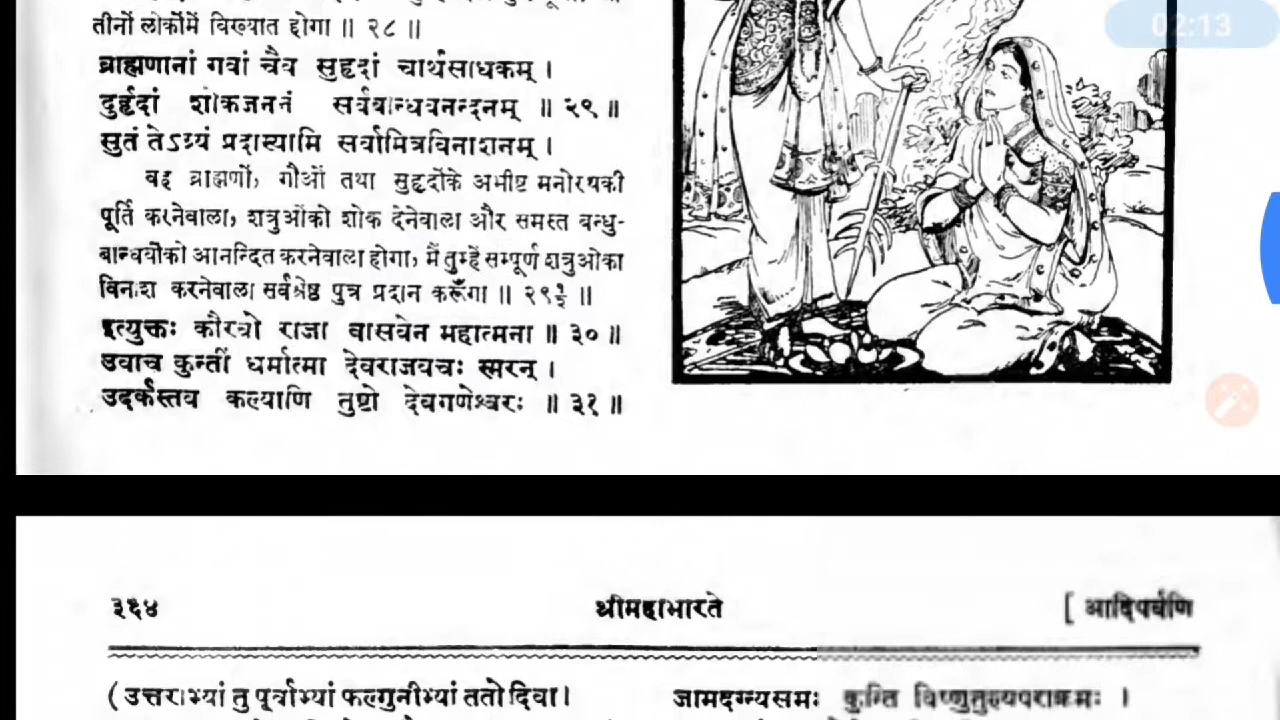 तीनों लोकोंमें विख्यात होगा ॥ २८ ॥
ब्राह्मणानां गवां चैव सुहृदां चार्थसाधकम् ।
दुर्हृदां शोकजननं सर्वबान्धवनन्दनम् ॥ २९ ॥
सुतं तेऽग्र्यं प्रदास्यामि सर्वामित्रविनाशनम् ।
वह ब्राह्मणों, गौओं तथा सुहृदोंके अभीष्ट मनोरथकी
पूर्ति करनेवाला, शत्रुओंको शोक देनेवाला और समस्त बन्धु-
बान्धवोंको आनन्दित करनेवाला होगा, मैं तुम्हें सम्पूर्ण शत्रुओंका
विनाश करनेवाला सर्वश्रेष्ठ पुत्र प्रदान करूँगा ॥ २९½ ॥
इत्युक्तः कौरवो राजा वासवेन महात्मना ॥ ३० ॥
उवाच कुन्तीं धर्मात्मा देवराजवचः स्मरन् ।
उदर्कस्तव कल्याणि तुष्टो देवगणेश्वरः ॥ ३१ ॥
02:13
३६४ श्रीमहाभारते [ आदिपर्वणि
(उत्तराभ्यां तु पूर्वाभ्यां फल्गुनीभ्यां ततो दिवा।
जामदग्न्यसमः कुन्ति विष्णुतुल्यपराक्रमः ।